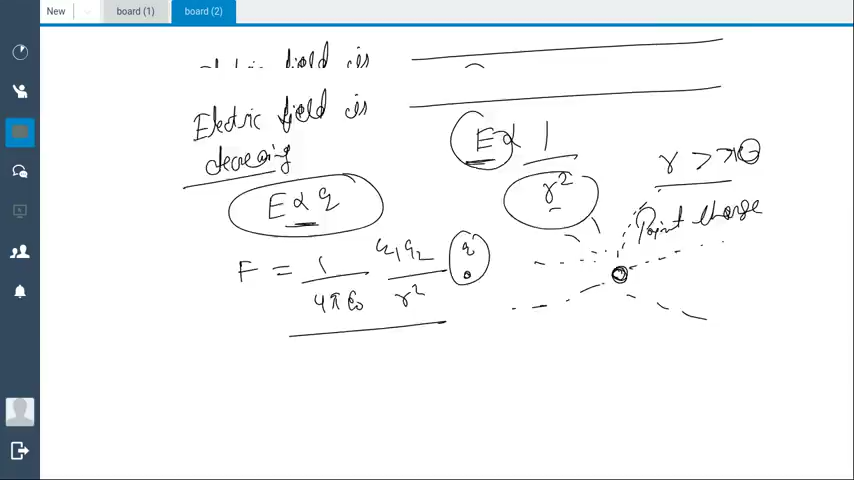 New
board (1)
board (2)
Electric field is
decreasing
E ∝ 1
r²
r >>
Point charge
E ∝ q
F = 1 q₁q₂
4πε₀ r²
q